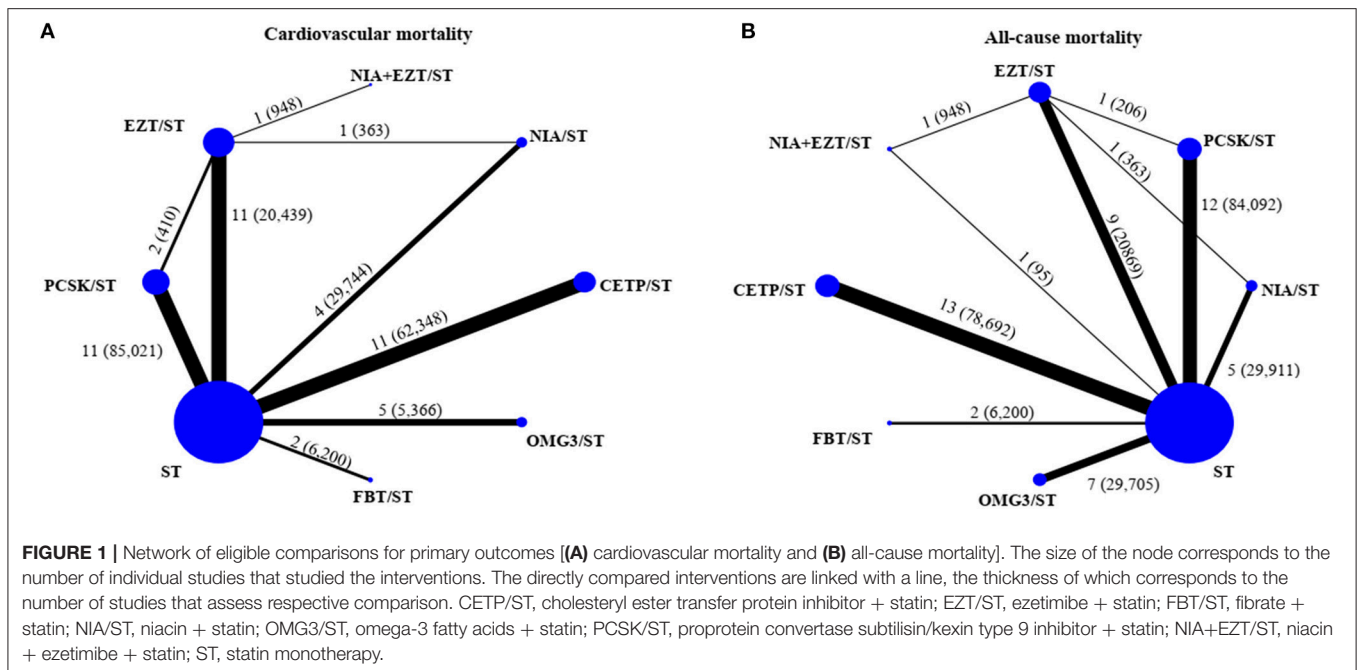 A
Cardiovascular mortality
NIA+EZT/ST
1 (948)
EZT/ST
1 (363)
NIA/ST
11 (20,439)
2 (410)
4 (29,744)
PCSK/ST
CETP/ST
11 (62,348)
11 (85,021)
5 (5,366)
OMG3/ST
2 (6,200)
ST
FBT/ST
B
All-cause mortality
EZT/ST
1 (948)
1 (206)
NIA+EZT/ST
PCSK/ST
1 (363)
12 (84,092)
9 (20869)
1 (95)
CETP/ST
NIA/ST
13 (78,692)
5 (29,911)
2 (6,200)
FBT/ST
ST
OMG3/ST
7 (29,705)
FIGURE 1 | Network of eligible comparisons for primary outcomes [(A) cardiovascular mortality and (B) all-cause mortality]. The size of the node corresponds to the
number of individual studies that studied the interventions. The directly compared interventions are linked with a line, the thickness of which corresponds to the
number of studies that assess respective comparison. CETP/ST, cholesteryl ester transfer protein inhibitor + statin; EZT/ST, ezetimibe + statin; FBT/ST, fibrate +
statin; NIA/ST, niacin + statin; OMG3/ST, omega-3 fatty acids + statin; PCSK/ST, proprotein convertase subtilisin/kexin type 9 inhibitor + statin; NIA+EZT/ST, niacin
+ ezetimibe + statin; ST, statin monotherapy.